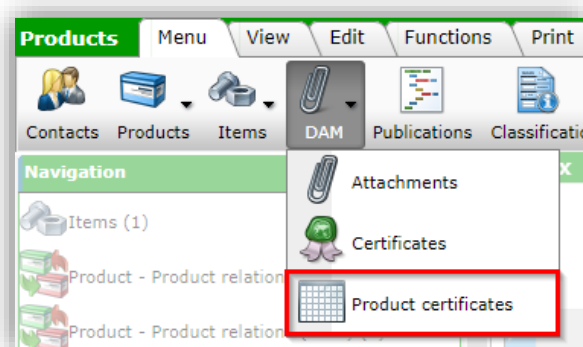 Products Menu View Edit Functions Print
Contacts Products Items DAM Publications
Navigation x
Attachments
Items (1)
Certificates
Product - Product relation
Product certificates
Product - Product relation